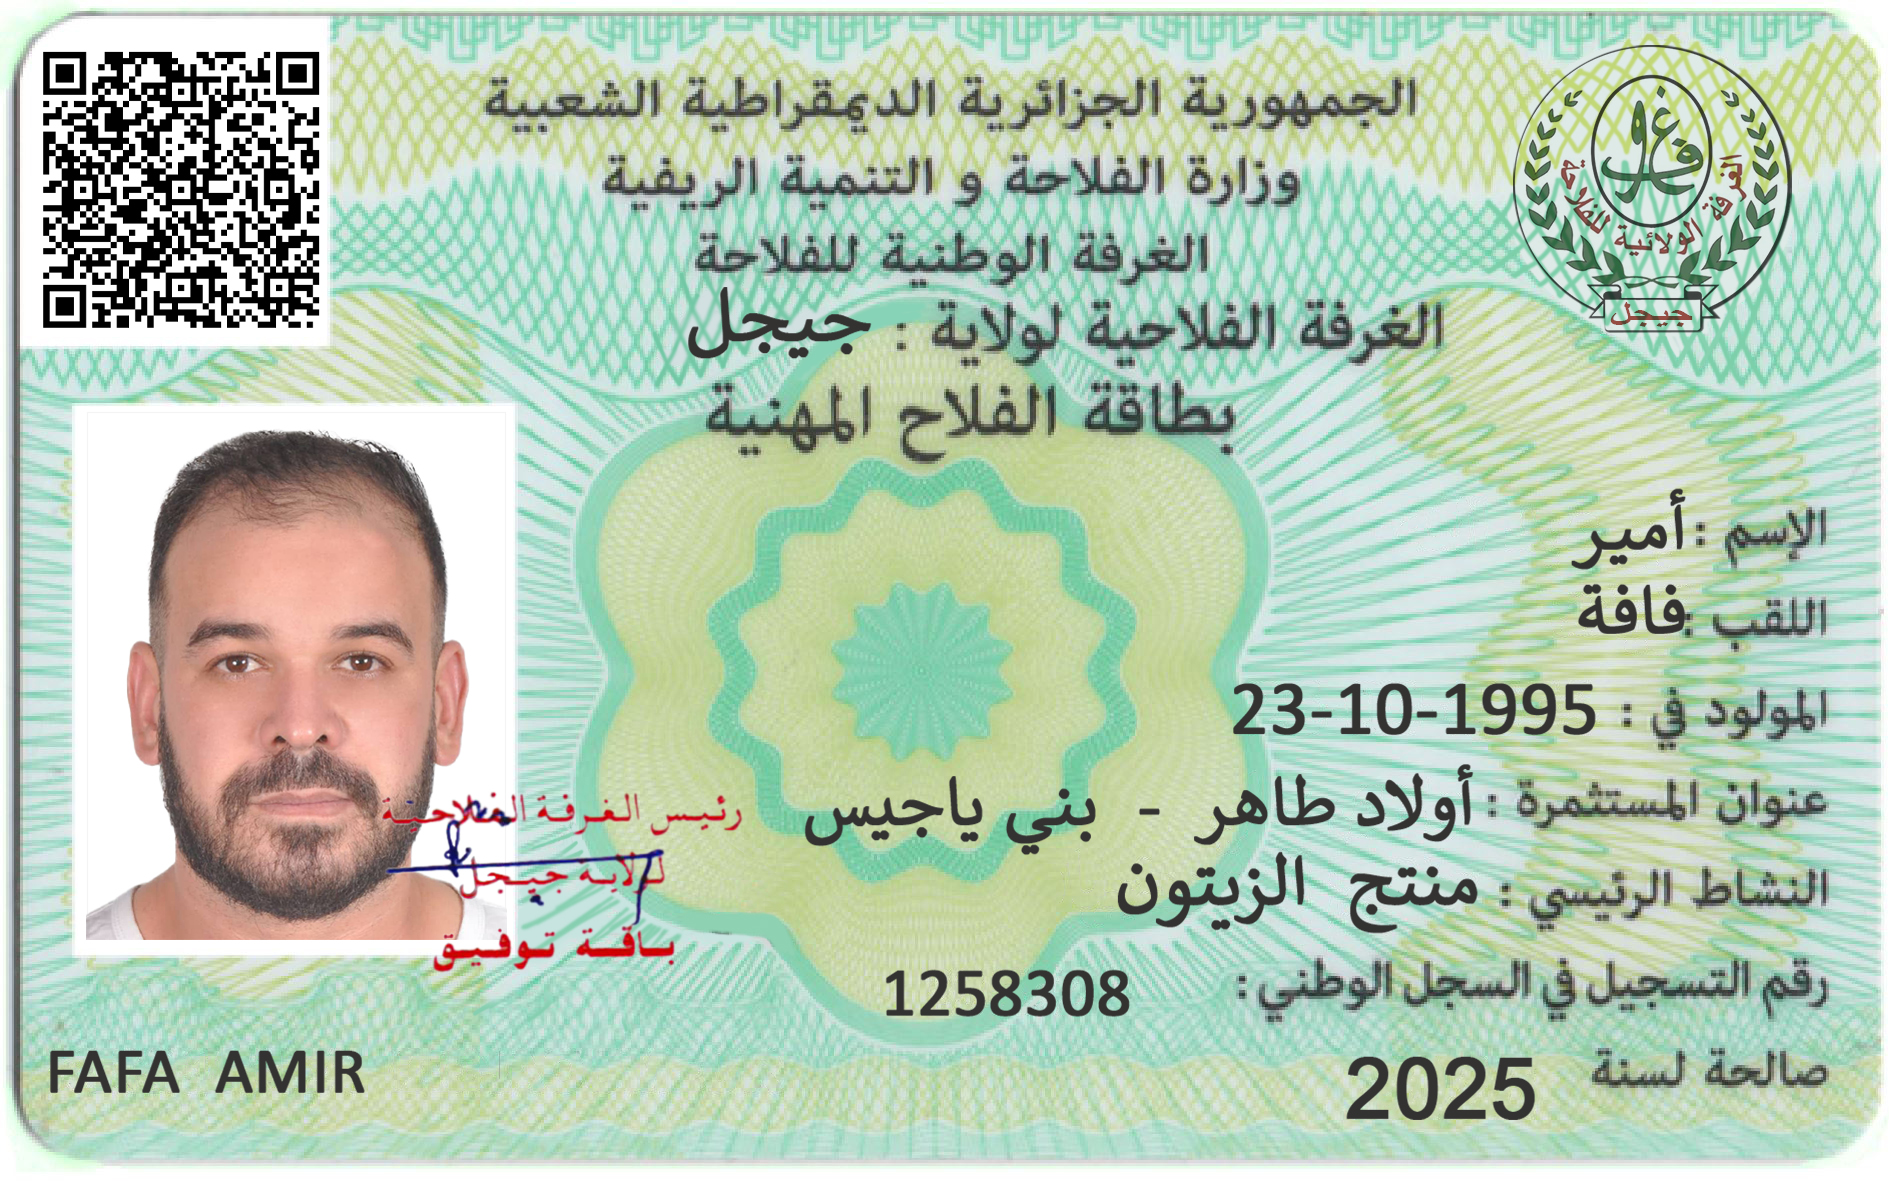 الجمهورية الجزائرية الديمقراطية الشعبية
وزارة الفلاحة و التنمية الريفية
الغرفة الوطنية للفلاحة
الغرفة الفلاحية لولاية : جيجل
بطاقة الفلاح المهنية
الغرفة الولائية للفلاحة
جيجل
الإسم : أمير
اللقب : فافة
المولود في : 23-10-1995
عنوان المستثمرة : أولاد طاهر - بني ياجيس
النشاط الرئيسي : منتج الزيتون
رقم التسجيل في السجل الوطني : 1258308
صالحة لسنة 2025
رئيس الغرفة الفلاحية
لولاية جيجل
باقة توفيق
FAFA AMIR